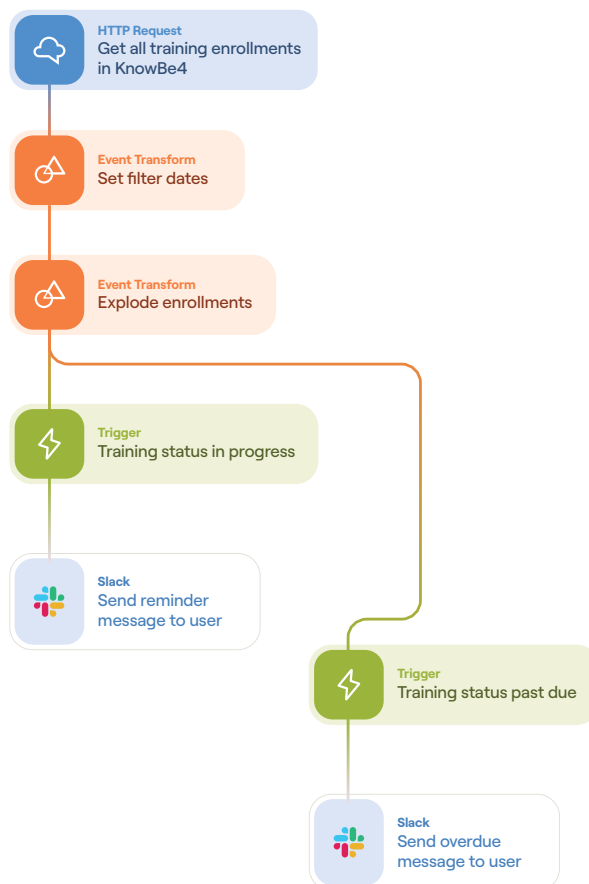 HTTP Request
Get all training enrollments
in KnowBe4
Event Transform
Set filter dates
Event Transform
Explode enrollments
Trigger
Training status in progress
Slack
Send reminder
message to user
Trigger
Training status past due
Slack
Send overdue
message to user